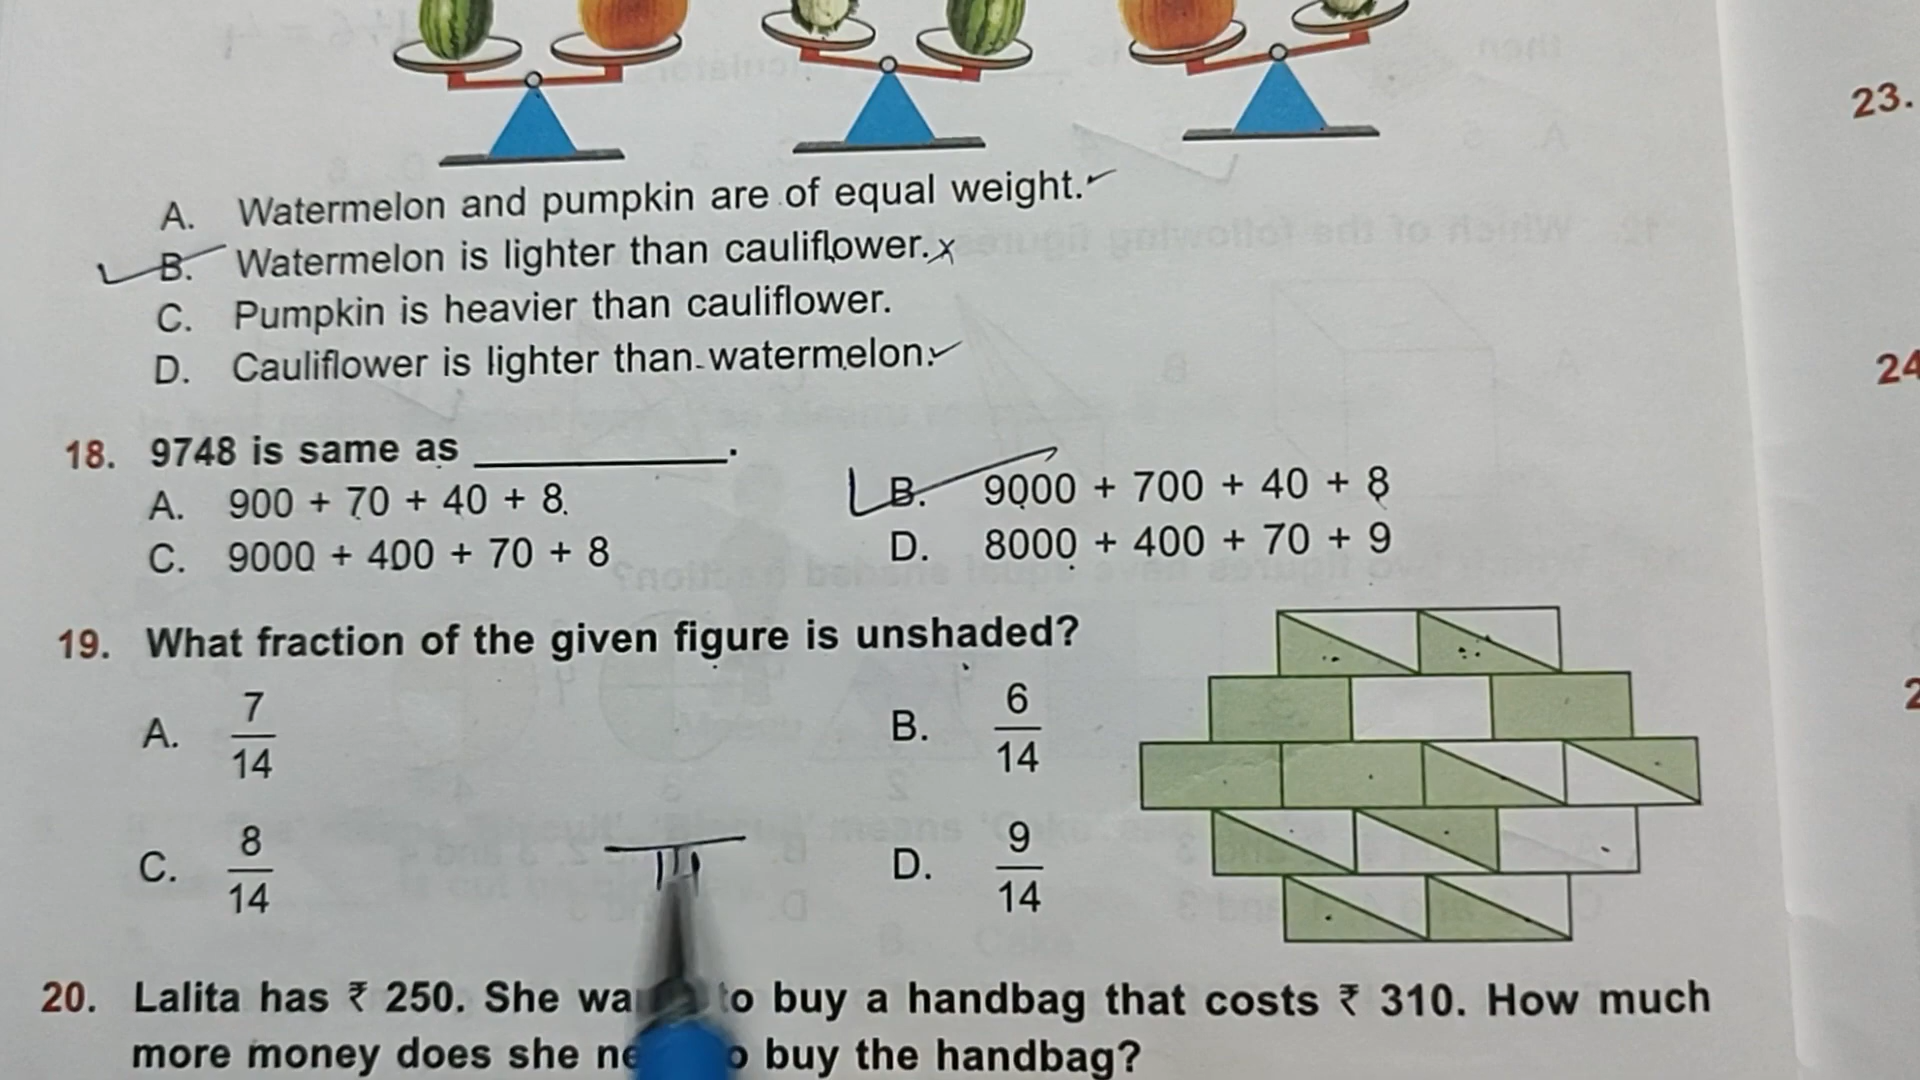 23.
A. Watermelon and pumpkin are of equal weight.
B. Watermelon is lighter than cauliflower. x
C. Pumpkin is heavier than cauliflower.
D. Cauliflower is lighter than watermelon.
24
18. 9748 is same as __________.
A. 900 + 70 + 40 + 8.
B. 9000 + 700 + 40 + 8
C. 9000 + 400 + 70 + 8
D. 8000 + 400 + 70 + 9
19. What fraction of the given figure is unshaded?
A. 7/14
B. 6/14
2
C. 8/14
D. 9/14
14
20. Lalita has ₹ 250. She to buy a handbag that costs ₹ 310. How much
more money does she buy the handbag?